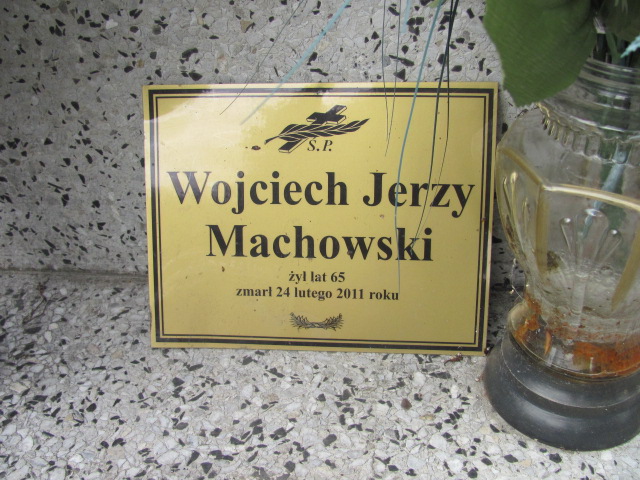 S.P.
Wojciech Jerzy
Machowski
żył lat 65
zmarł 24 lutego 2011 roku